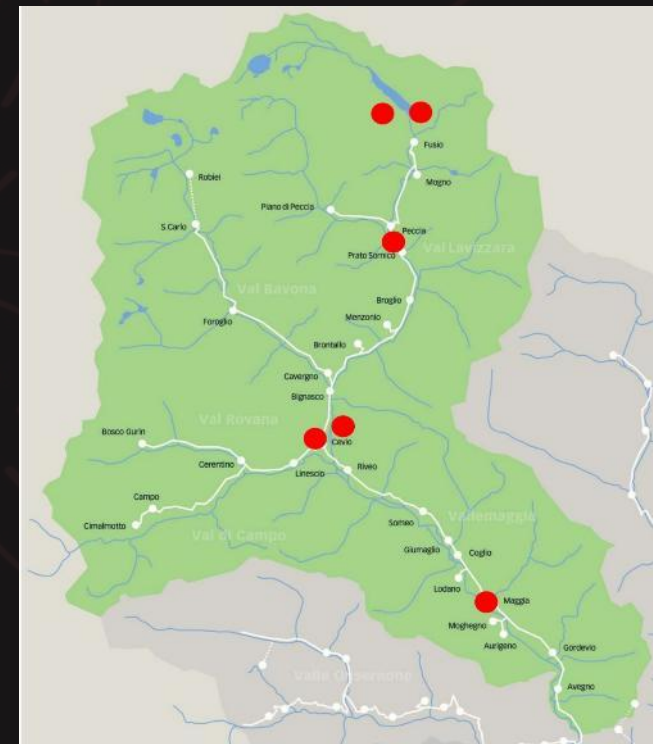 Fusio
Robiei
Mogno
Piano di Peccia
S.Carlo
Peccia
Val Lavizzara
Prato Sornico
Val Bavona
Broglio
Menzonio
Foroglio
Brontallo
Cavergno
Bignasco
Val Rovana
Bosco Gurin
Cevio
Cerentino
Linescio
Riveo
Campo
Cimalmotto
Someo
Vallemaggia
Val di Campo
Giumaglio
Coglio
Lodano
Maggia
Moghegno
Aurigeno
Gordevio
Valle Onsernone
Avegno